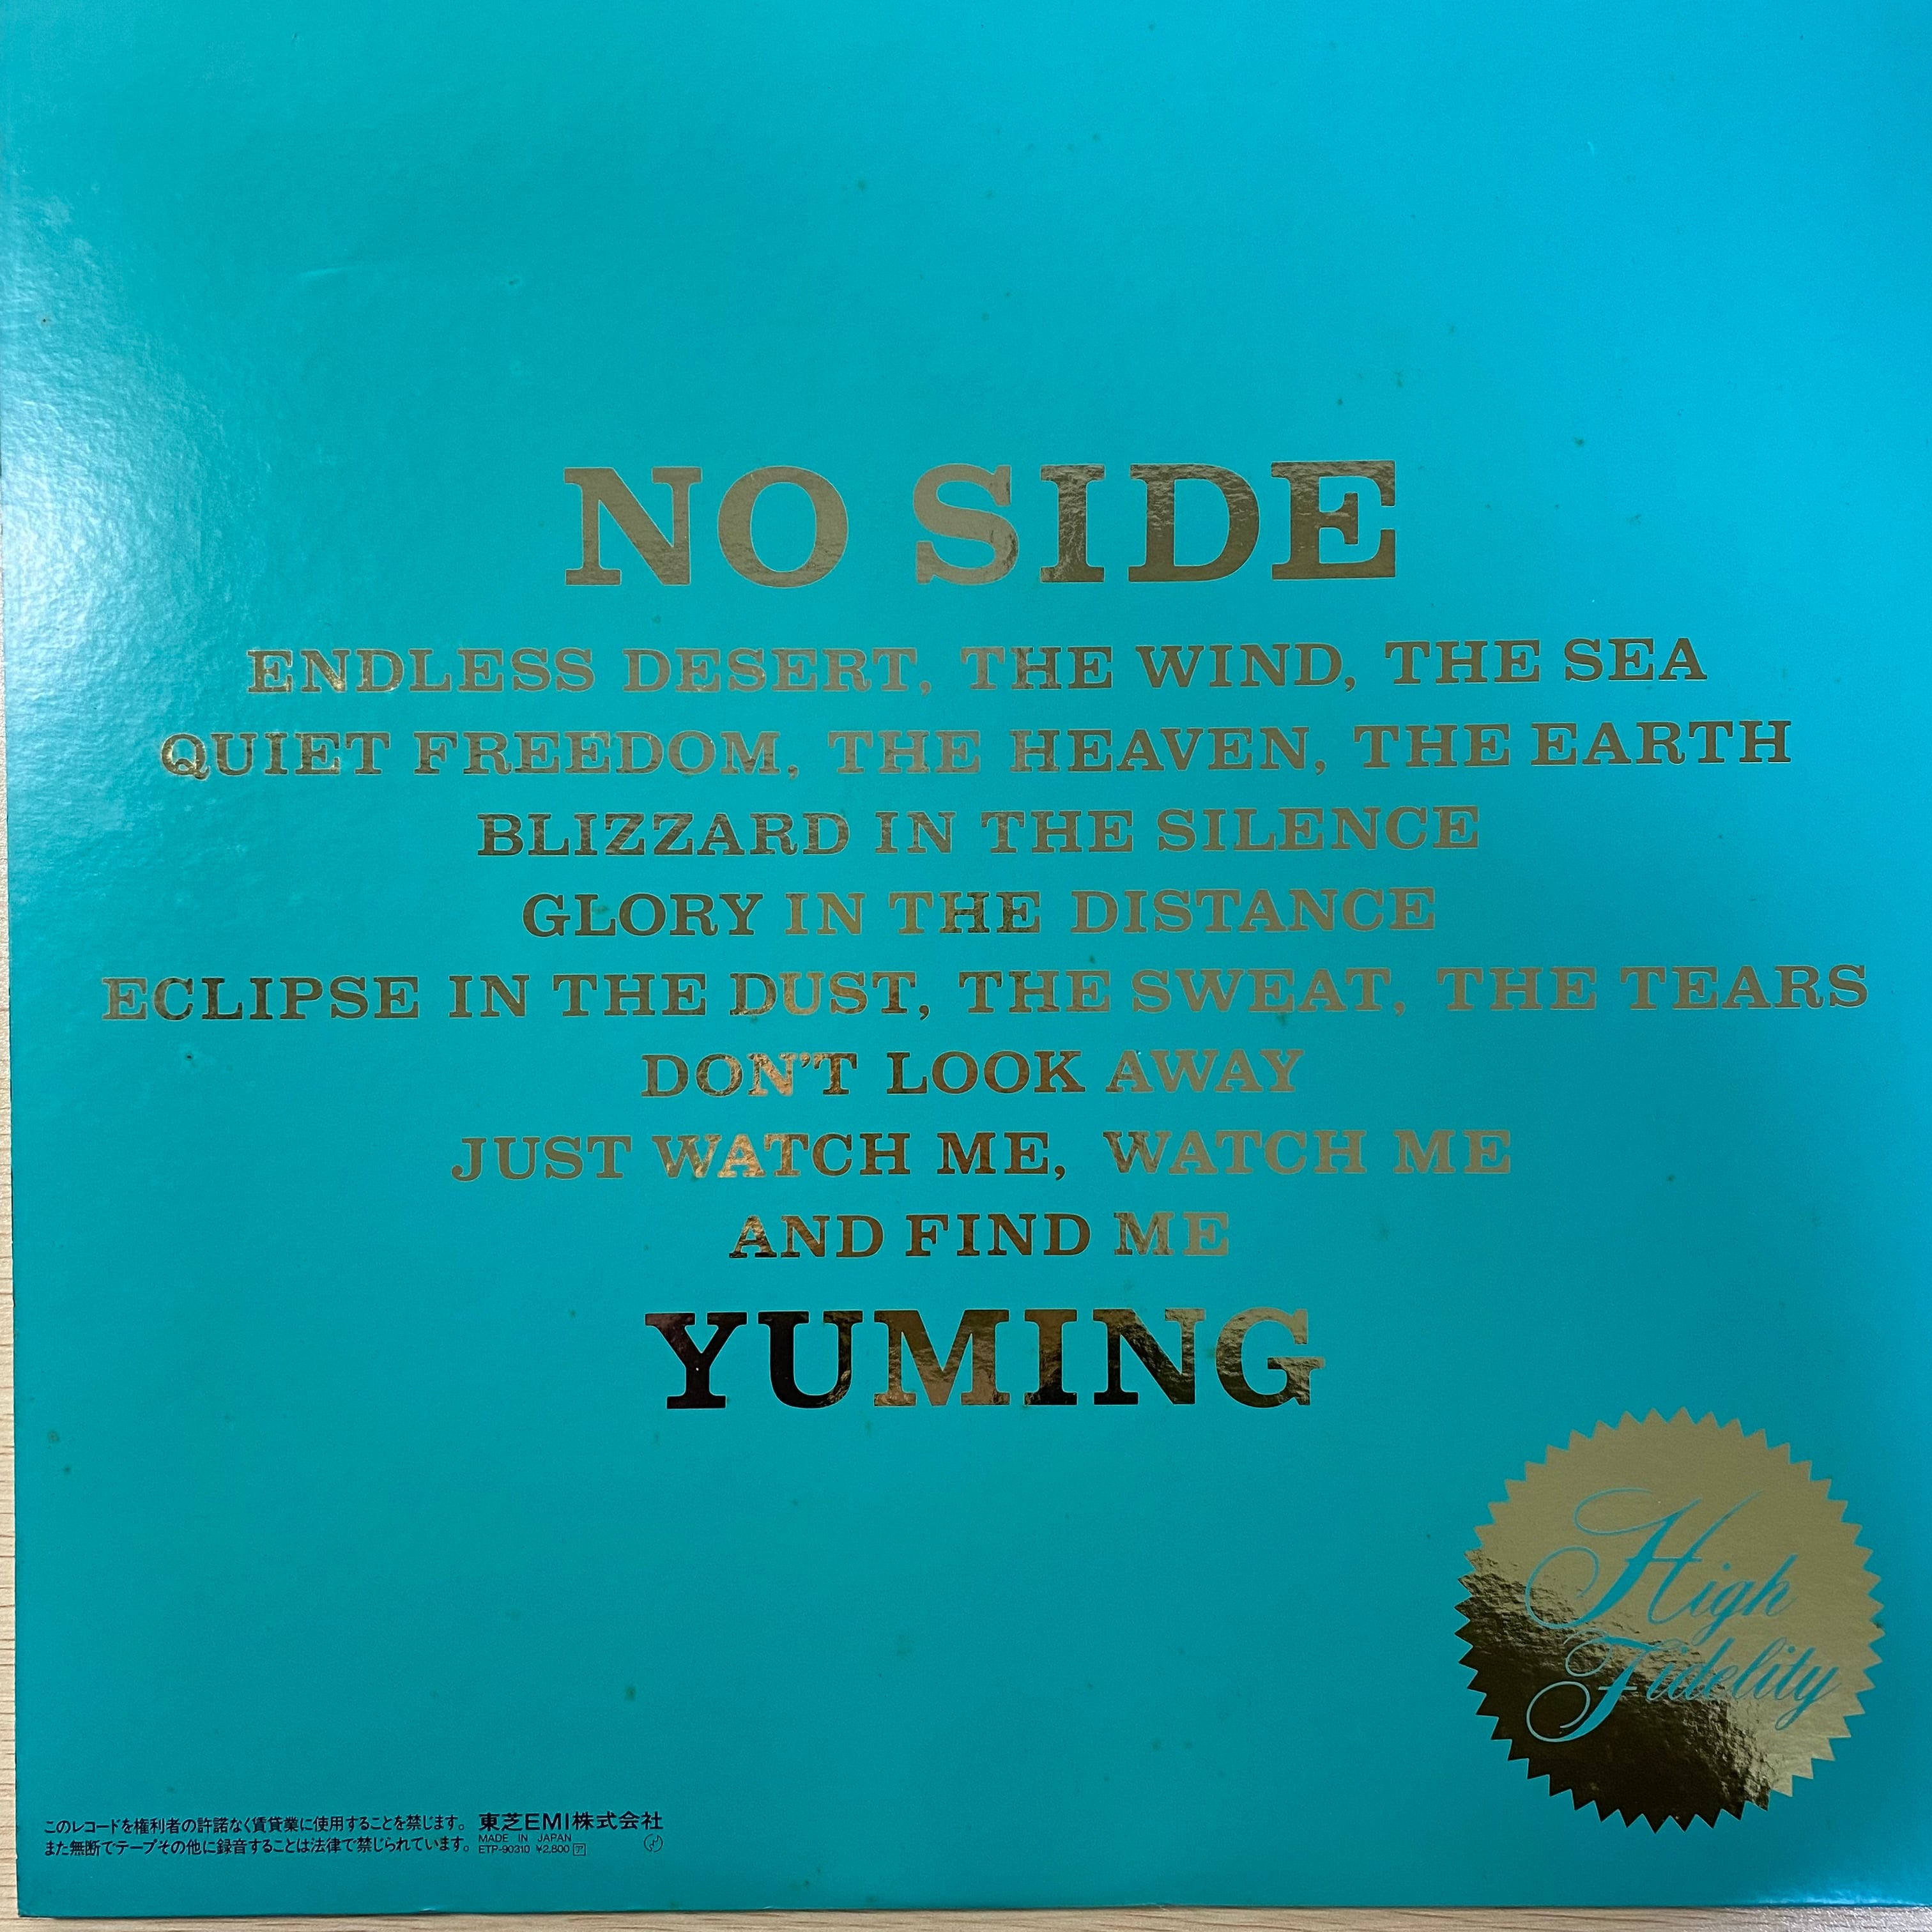 NO SIDE
ENDLESS DESERT, THE WIND, THE SEA
QUIET FREEDOM, THE HEAVEN, THE EARTH
BLIZZARD IN THE SILENCE
GLORY IN THE DISTANCE
ECLIPSE IN THE DUST, THE SWEAT, THE TEARS
DON'T LOOK AWAY
JUST WATCH ME, WATCH ME
AND FIND ME
YUMING
High
Fidelity
このレコードを権利者の許諾なく賃貸業に使用することを禁じます。
また無断でテープその他に録音することは法律で禁じられています。
東芝EMI株式会社
MADE IN JAPAN
ETP-90310 ¥2,800 ア